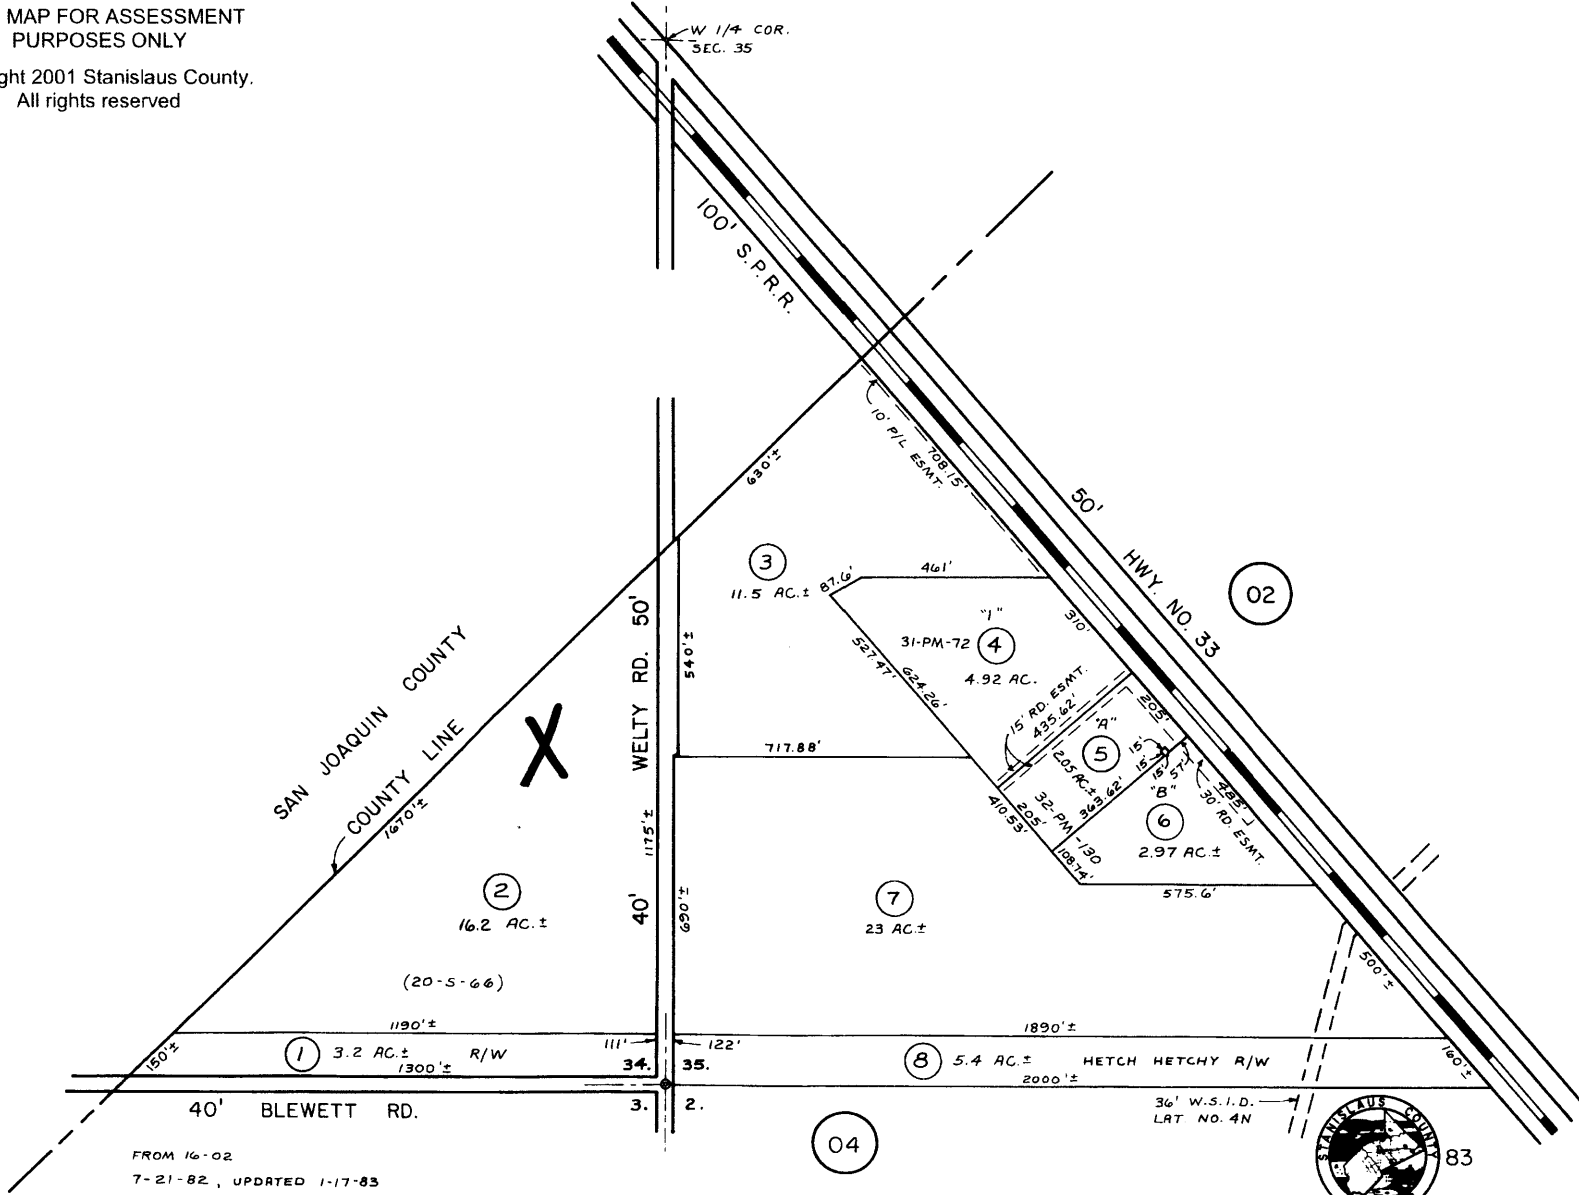 MAP FOR ASSESSMENT
PURPOSES ONLY
ght 2001 Stanislaus County.
All rights reserved
W 1/4 COR.
SEC. 35
100' S.P.R.R.
10' P/L ESMT.
708.15'
630'±
50'
HWY. NO. 33
02
3
11.5 AC.±
87.6'
461'
"1"
31-PM-72
4
4.92 AC.
310'
527.47'
624.26'
15' RD. ESMT.
435.62'
205'
"A"
5
2.05 AC.±
15'
15'
15'
57'
363.62'
"B"
6
2.97 AC.±
485'
30' RD. ESMT.
32-PM-130
205'
410.53'
108.74'
575.6'
WELTY RD. 50'
540'±
717.88'
SAN JOAQUIN COUNTY
COUNTY LINE
1670'±
X
1175'±
40'
690'±
2
16.2 AC.±
(20-S-66)
7
23 AC.±
500'±
1190'±
1890'±
150'±
1
3.2 AC.±
R/W
1300'±
111'
122'
34.
35.
8
5.4 AC.±
HETCH HETCHY R/W
2000'±
160'±
40' BLEWETT RD.
3.
2.
36' W.S.I.D.
LAT NO. 4N
04
STANISLAUS COUNTY
83
FROM 16-02
7-21-82, UPDATED 1-17-83